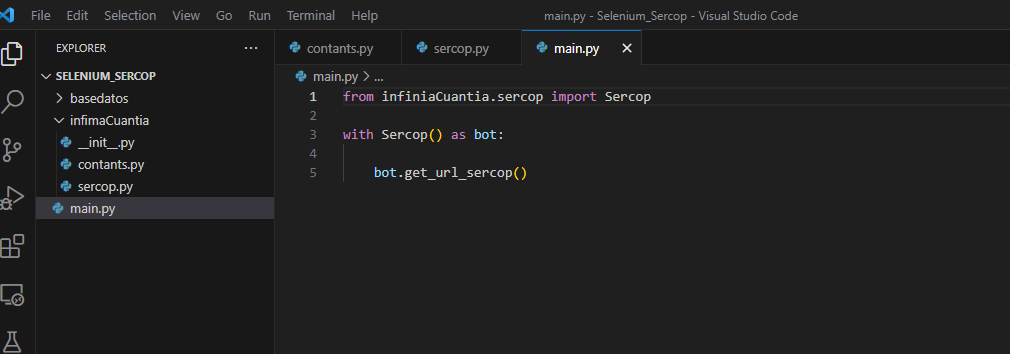 File Edit Selection View Go Run Terminal Help main.py - Selenium_Sercop - Visual Studio Code
EXPLORER ...
SELENIUM_SERCOP
basedatos
infimaCuantia
__init__.py
contants.py
sercop.py
main.py
contants.py sercop.py main.py
main.py > ...
1 from infiniaCuantia.sercop import Sercop
2
3 with Sercop() as bot:
4
5 bot.get_url_sercop()